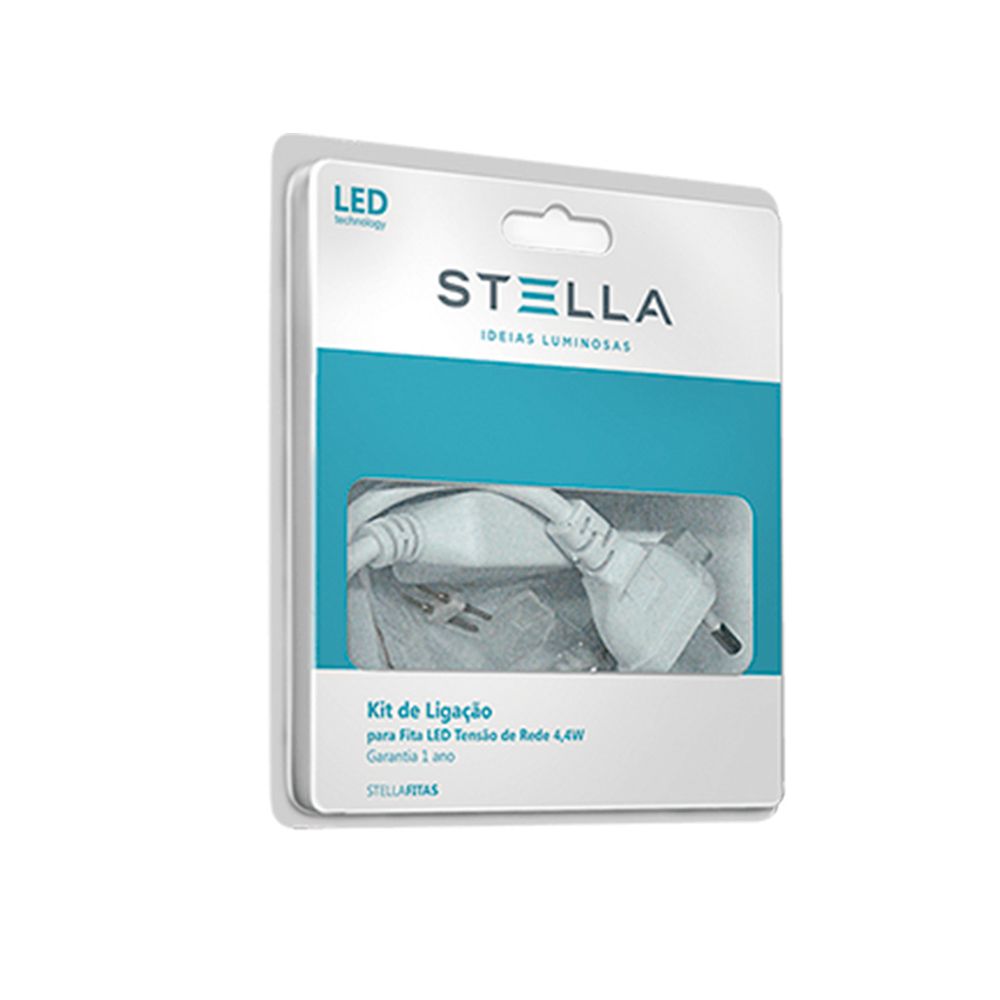 LED
technology
STELLA
IDEIAS LUMINOSAS
Kit de Ligação
para Fita LED Tensão de Rede 4,4W
Garantia 1 ano
STELLAFITAS